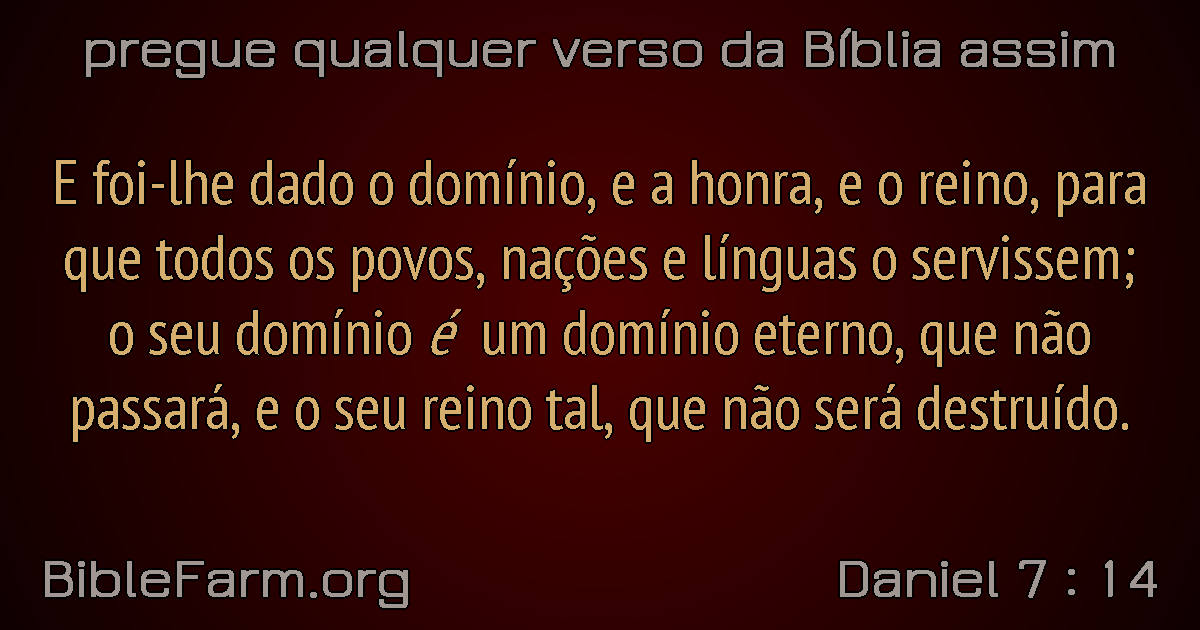 pregue qualquer verso da Bíblia assim
E foi-lhe dado o domínio, e a honra, e o reino, para
que todos os povos, nações e línguas o servissem;
o seu domínio é um domínio eterno, que não
passará, e o seu reino tal, que não será destruído.
BibleFarm.org
Daniel 7 : 14